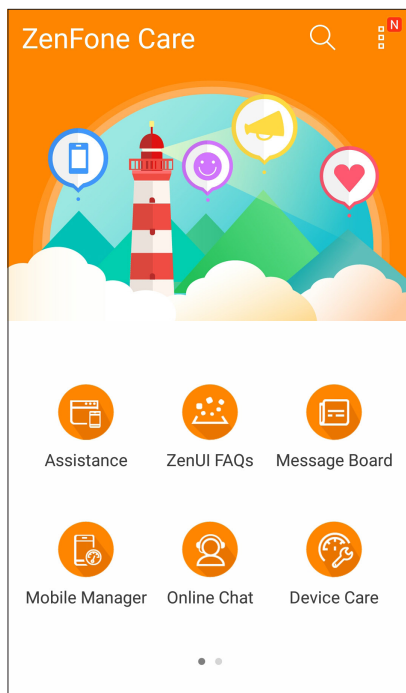 ZenFone Care
N
Assistance
ZenUI FAQs
Message Board
Mobile Manager
Online Chat
Device Care